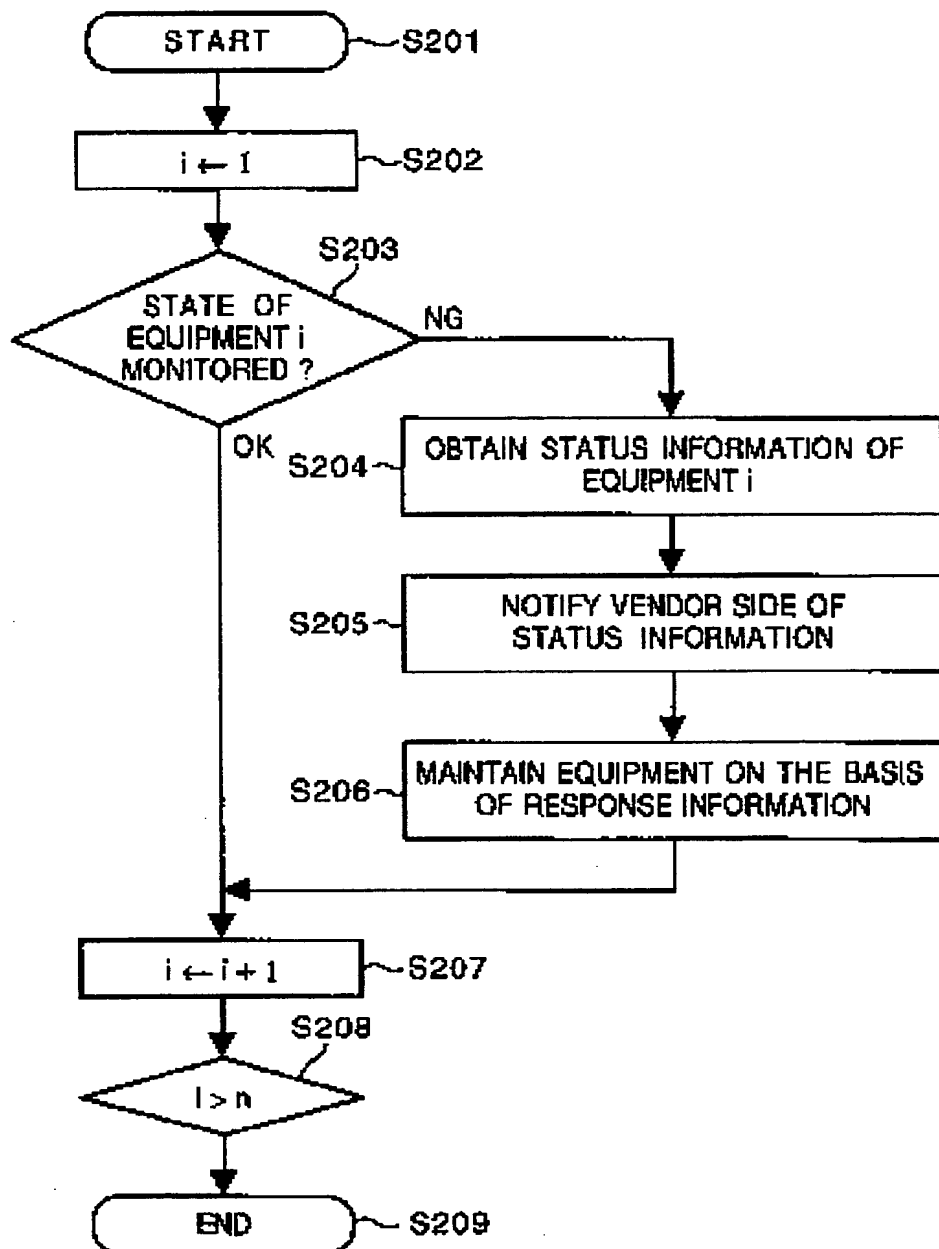 START
S201
i ← 1
S202
S203
STATE OF
EQUIPMENT i
MONITORED ?
NG
OK
S204
OBTAIN STATUS INFORMATION OF
EQUIPMENT i
S205
NOTIFY VENDOR SIDE OF
STATUS INFORMATION
S206
MAINTAIN EQUIPMENT ON THE BASIS
OF RESPONSE INFORMATION
i ← i + 1
S207
S208
i > n
END
S209